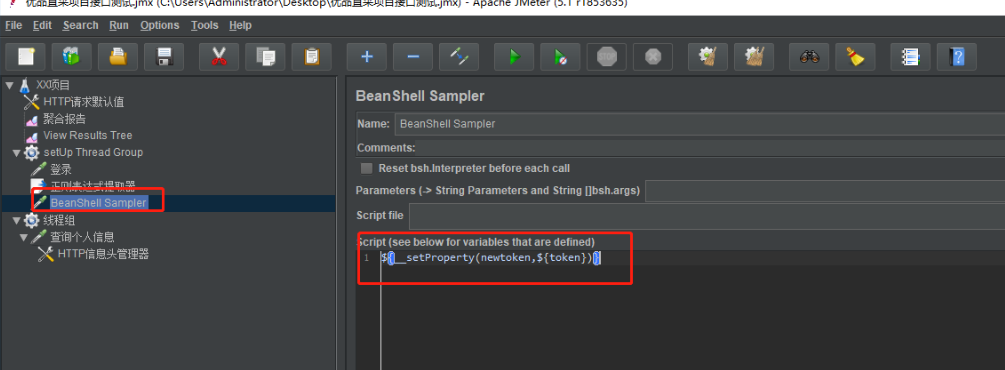 优品直采项目接口测试.jmx (C:\Users\Administrator\Desktop\优品直采项目接口测试.jmx) - Apache JMeter (5.1 r1853635)
File Edit Search Run Options Tools Help
XX项目
HTTP请求默认值
聚合报告
View Results Tree
setUp Thread Group
登录
正则表达式提取器
BeanShell Sampler
线程组
查询个人信息
HTTP信息头管理器
BeanShell Sampler
Name: BeanShell Sampler
Comments:
Reset bsh.Interpreter before each call
Parameters (-> String Parameters and String []bsh.args)
Script file
Script (see below for variables that are defined)
1 ${__setProperty(newtoken,${token})}